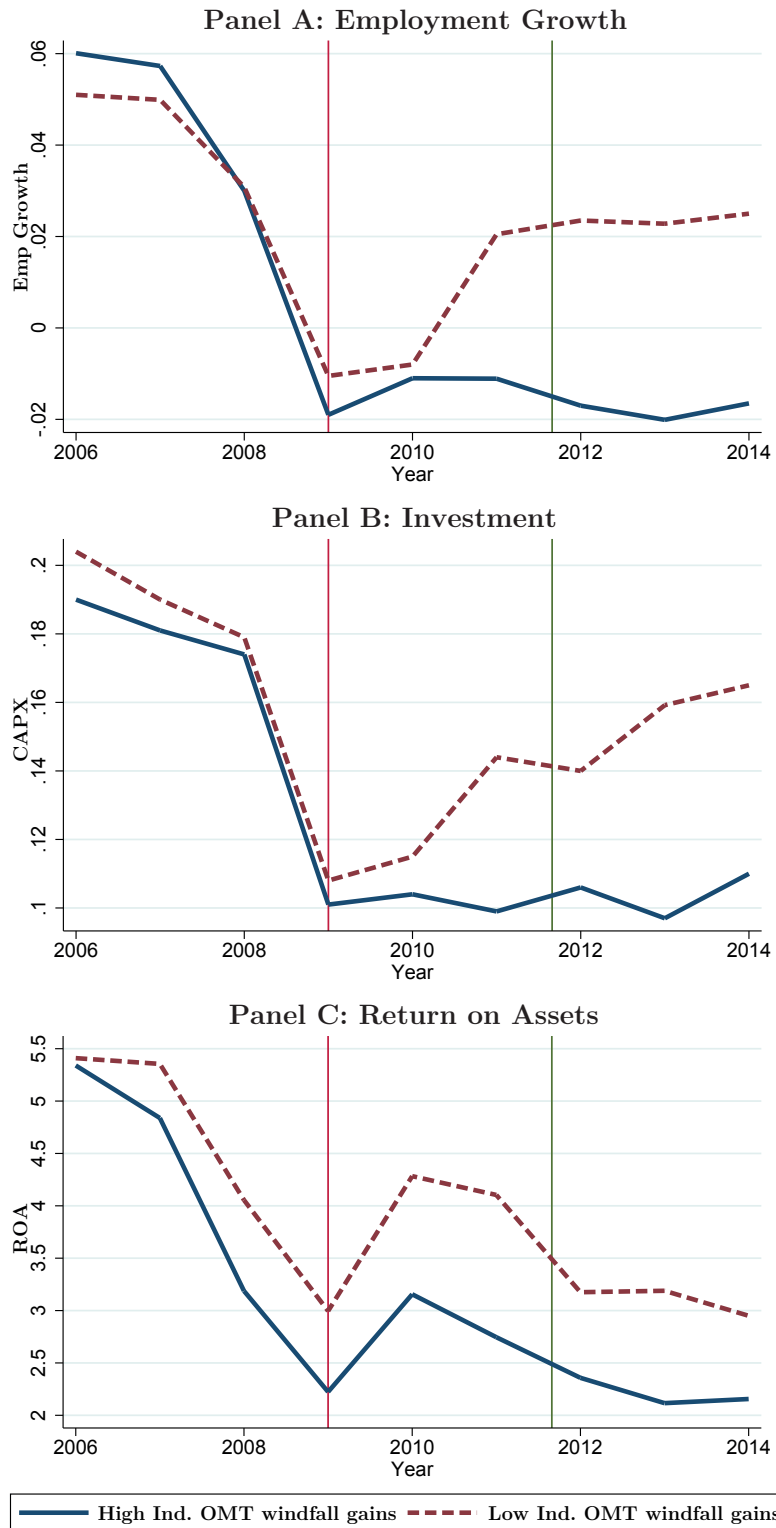 Panel A: Employment Growth
Emp Growth
.06
.04
.02
0
-.02
2006 2008 2010 2012 2014
Year
Panel B: Investment
CAPX
.2
.18
.16
.14
.12
.1
2006 2008 2010 2012 2014
Year
Panel C: Return on Assets
ROA
5.5
5
4.5
4
3.5
3
2.5
2
2006 2008 2010 2012 2014
Year
High Ind. OMT windfall gains Low Ind. OMT windfall gains